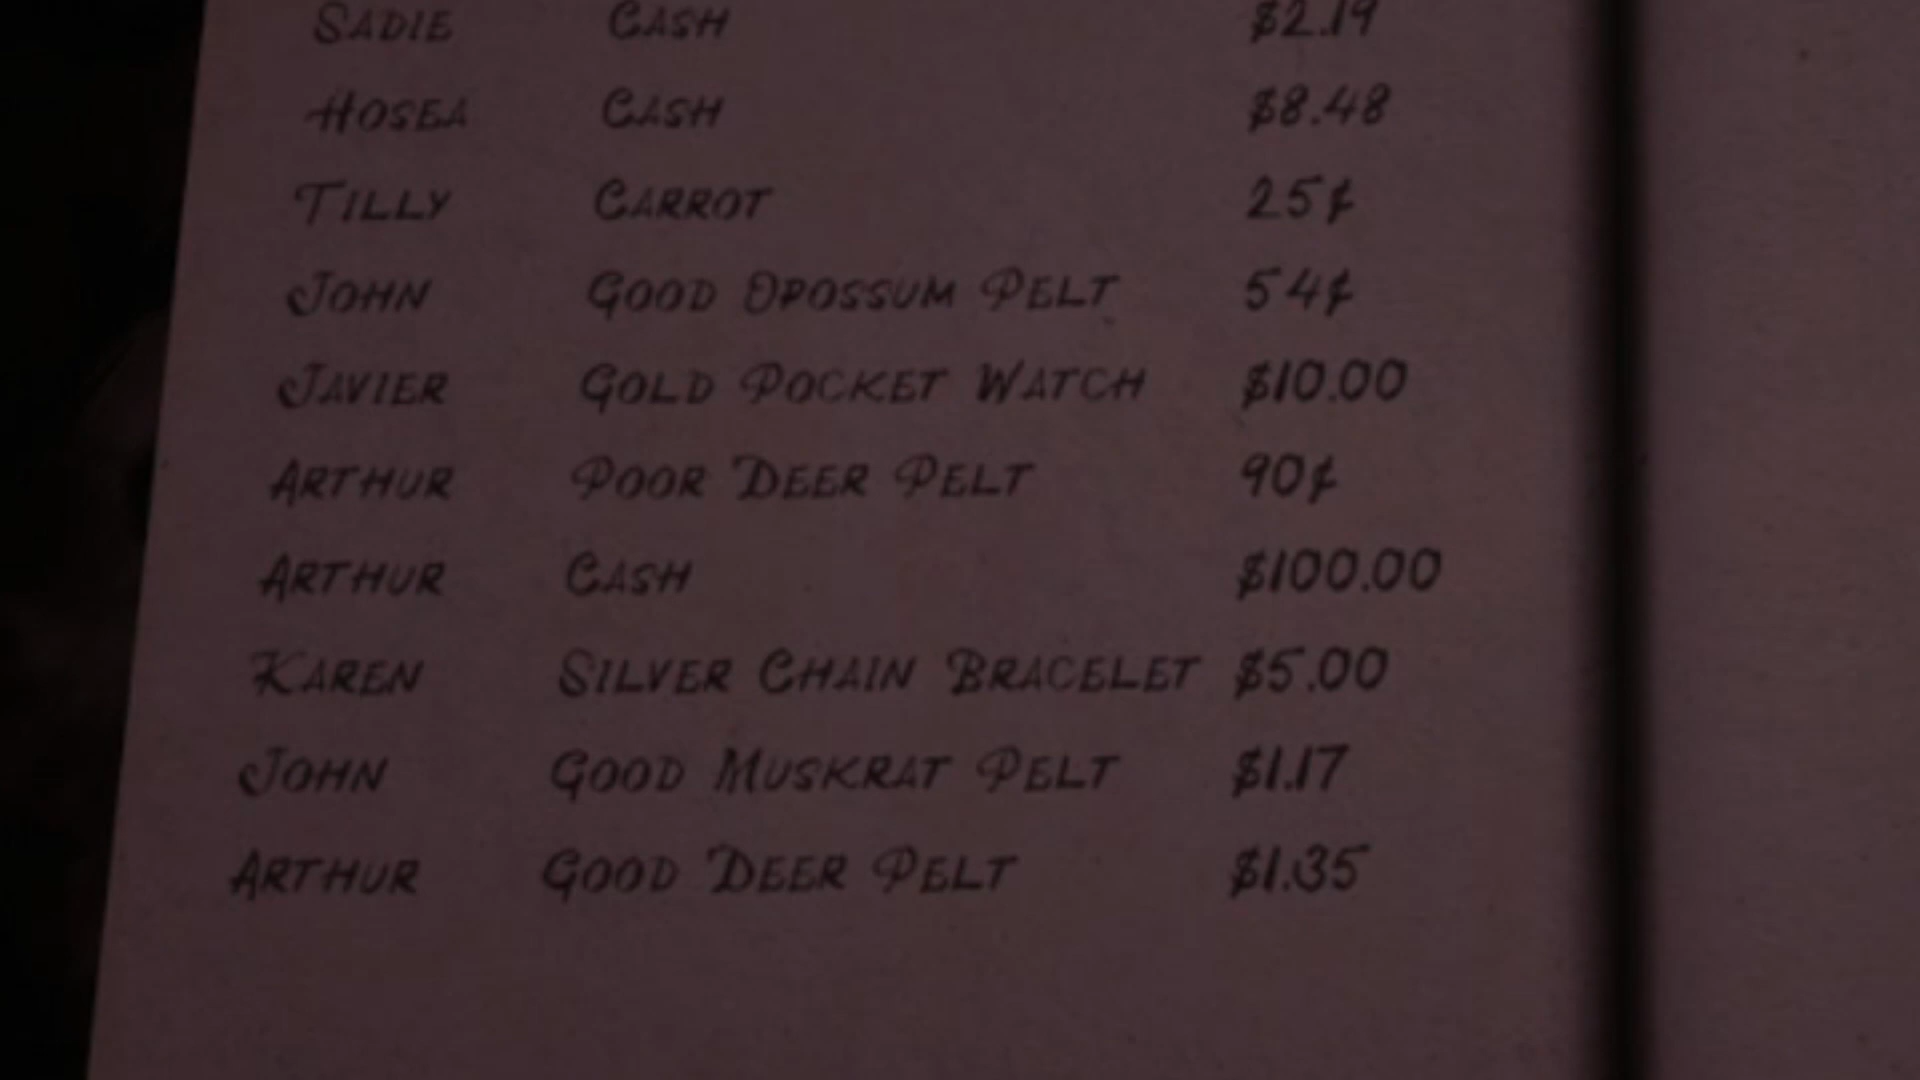 Sadie Cash $2.19
Hosea Cash $8.48
Tilly Carrot 25¢
John Good Opossum Pelt 54¢
Javier Gold Pocket Watch $10.00
Arthur Poor Deer Pelt 90¢
Arthur Cash $100.00
Karen Silver Chain Bracelet $5.00
John Good Muskrat Pelt $1.17
Arthur Good Deer Pelt $1.35